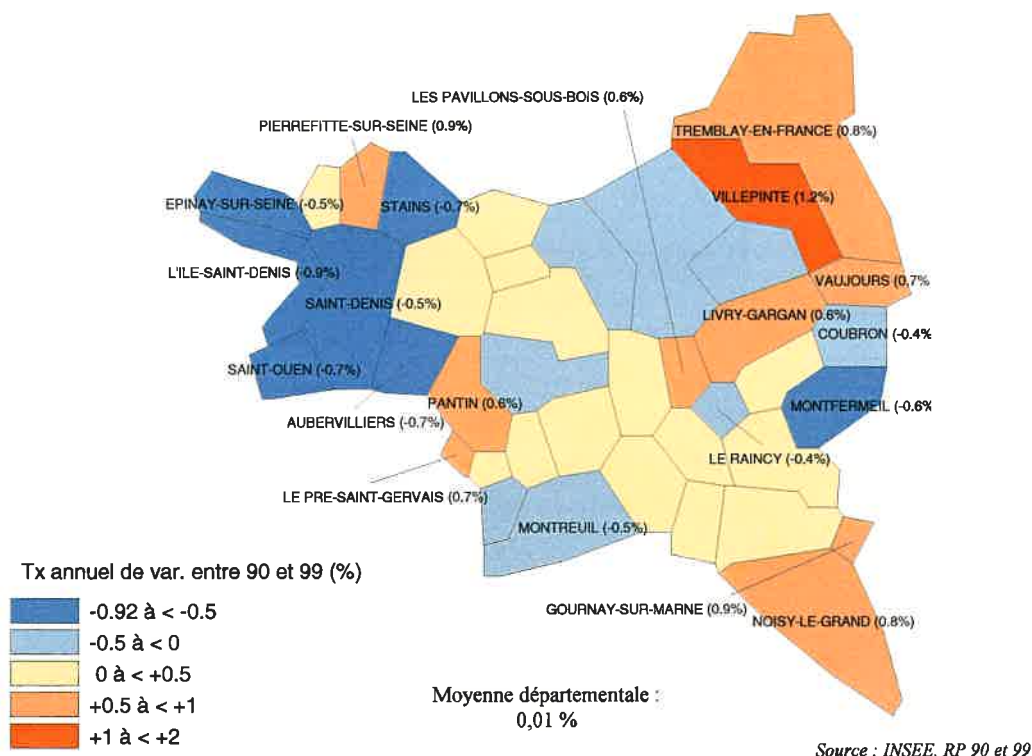 LES PAVILLONS-SOUS-BOIS (0.6%)
PIERREFITTE-SUR-SEINE (0.9%)
TREMBLAY-EN-FRANCE (0.8%)
VILLEPINTE (1.2%)
EPINAY-SUR-SEINE (-0.5%)
STAINS (-0.7%)
L'ILE-SAINT-DENIS (-0.9%)
VAUJOURS (0.7%
SAINT-DENIS (-0.5%)
LIVRY-GARGAN (0.6%)
COUBRON (-0.4%
SAINT-OUEN (-0.7%)
PANTIN (0.6%)
MONTFERMEIL (-0.6%
AUBERVILLIERS (-0.7%)
LE RAINCY (-0.4%)
LE PRE-SAINT-GERVAIS (0.7%)
MONTREUIL (-0.5%)
Tx annuel de var. entre 90 et 99 (%)
-0.92 à < -0.5
-0.5 à < 0
0 à < +0.5
+0.5 à < +1
+1 à < +2
GOURNAY-SUR-MARNE (0.9%)
NOISY-LE-GRAND (0.8%)
Moyenne départementale :
0,01 %
Source : INSEE, RP 90 et 99